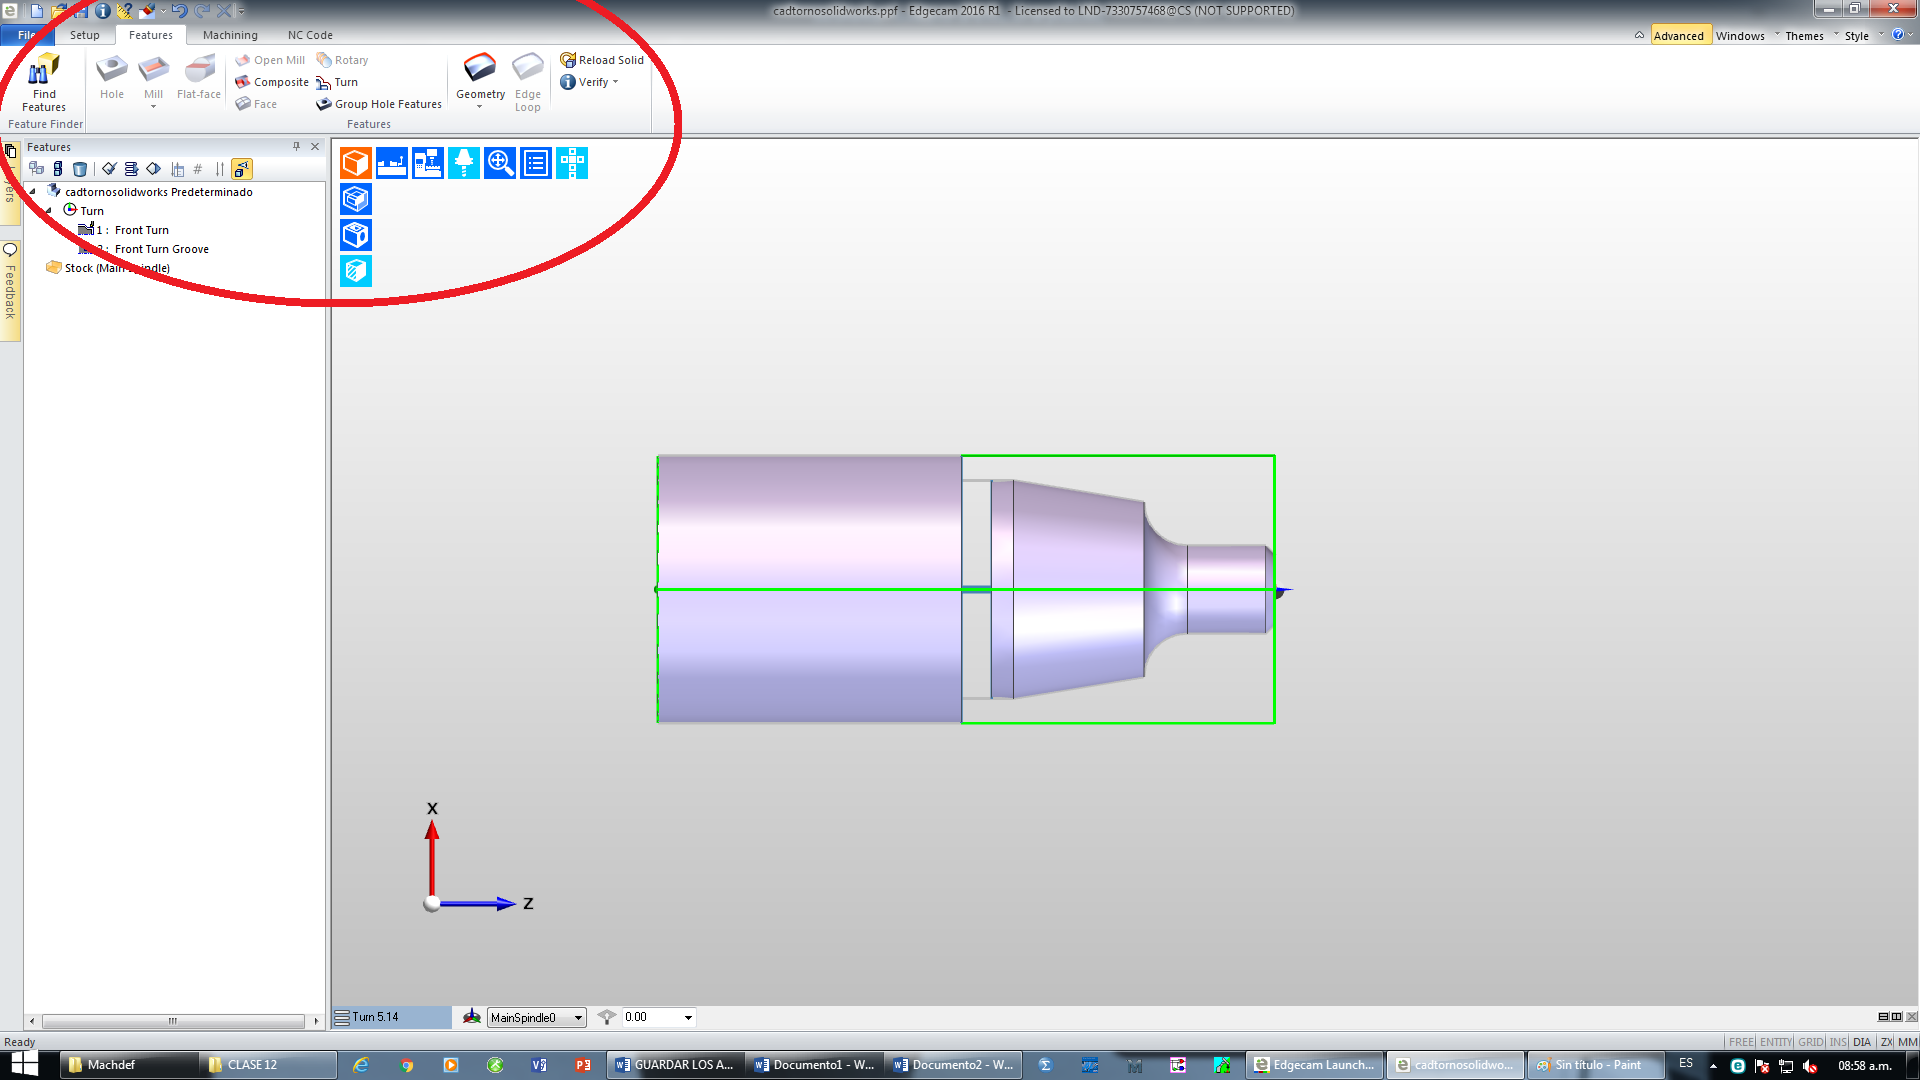 cadtornosolidworks.ppf - Edgecam 2016 R1 - Licensed to LND-7330757468@CS (NOT SUPPORTED)
File Setup Features Machining NC Code Advanced Windows Themes Style
Find Features
Hole
Mill
Flat-face
Open Mill
Composite
Face
Rotary
Turn
Group Hole Features
Geometry
Edge Loop
Reload Solid
Verify
Feature Finder
Features
Features
cadtornosolidworks Predeterminado
Turn
1 : Front Turn
: Front Turn Groove
Stock (Main Spindle)
Feedback
X
Z
Turn 5.14
MainSpindle0
0.00
Ready
FREE ENTITY GRID INS DIA ZX MM
Machdef
CLASE 12
GUARDAR LOS A...
Documento1 - W...
Documento2 - W...
Edgecam Launch...
cadtornosolidwo...
Sin título - Paint
ES
08:58 a.m.